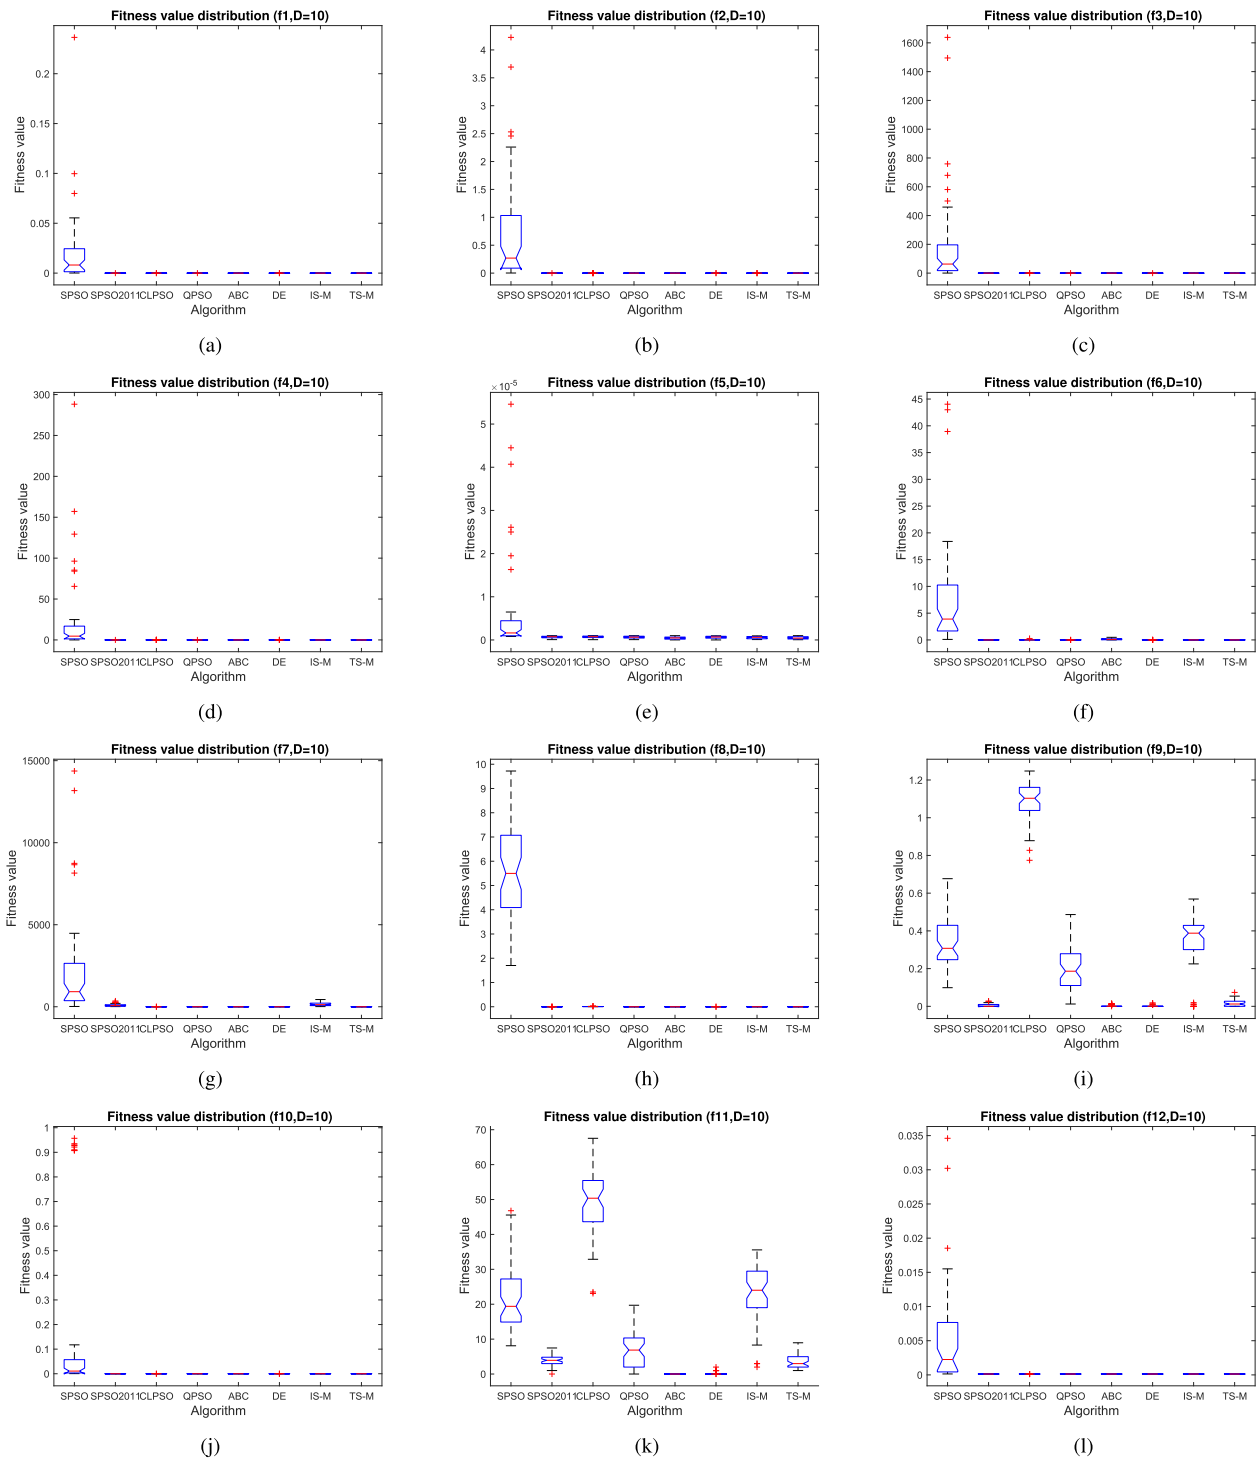 Fitness value distribution (f1,D=10)
Fitness value
0.2
0.15
0.1
0.05
0
SPSO SPSO2011CLPSO QPSO ABC DE IS-M TS-M
Algorithm
(a)
Fitness value distribution (f2,D=10)
Fitness value
4
3.5
3
2.5
2
1.5
1
0.5
0
SPSO SPSO2011CLPSO QPSO ABC DE IS-M TS-M
Algorithm
(b)
Fitness value distribution (f3,D=10)
Fitness value
1600
1400
1200
1000
800
600
400
200
0
SPSO SPSO2011CLPSO QPSO ABC DE IS-M TS-M
Algorithm
(c)
Fitness value distribution (f4,D=10)
Fitness value
300
250
200
150
100
50
0
SPSO SPSO2011CLPSO QPSO ABC DE IS-M TS-M
Algorithm
(d)
Fitness value distribution (f5,D=10)
× 10⁻⁵
Fitness value
5
4
3
2
1
0
SPSO SPSO2011CLPSO QPSO ABC DE IS-M TS-M
Algorithm
(e)
Fitness value distribution (f6,D=10)
Fitness value
45
40
35
30
25
20
15
10
5
0
SPSO SPSO2011CLPSO QPSO ABC DE IS-M TS-M
Algorithm
(f)
Fitness value distribution (f7,D=10)
Fitness value
15000
10000
5000
0
SPSO SPSO2011CLPSO QPSO ABC DE IS-M TS-M
Algorithm
(g)
Fitness value distribution (f8,D=10)
Fitness value
10
9
8
7
6
5
4
3
2
1
0
SPSO SPSO2011CLPSO QPSO ABC DE IS-M TS-M
Algorithm
(h)
Fitness value distribution (f9,D=10)
Fitness value
1.2
1
0.8
0.6
0.4
0.2
0
SPSO SPSO2011CLPSO QPSO ABC DE IS-M TS-M
Algorithm
(i)
Fitness value distribution (f10,D=10)
Fitness value
1
0.9
0.8
0.7
0.6
0.5
0.4
0.3
0.2
0.1
0
SPSO SPSO2011CLPSO QPSO ABC DE IS-M TS-M
Algorithm
(j)
Fitness value distribution (f11,D=10)
Fitness value
70
60
50
40
30
20
10
0
SPSO SPSO2011CLPSO QPSO ABC DE IS-M TS-M
Algorithm
(k)
Fitness value distribution (f12,D=10)
Fitness value
0.035
0.03
0.025
0.02
0.015
0.01
0.005
0
SPSO SPSO2011CLPSO QPSO ABC DE IS-M TS-M
Algorithm
(l)